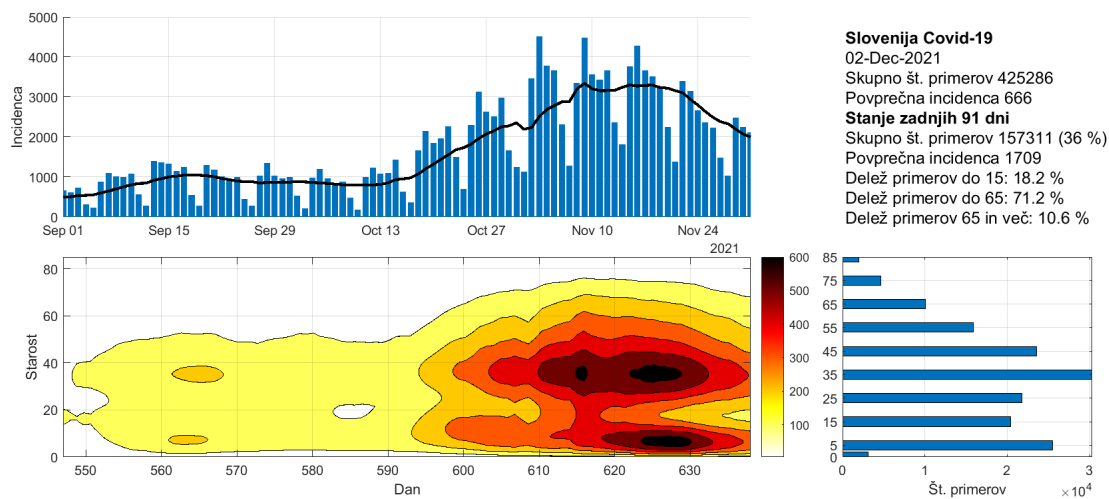 5000
4000
3000
2000
1000
0
Incidenca
Sep 01 Sep 15 Sep 29 Oct 13 Oct 27 Nov 10 Nov 24
2021
Slovenija Covid-19
02-Dec-2021
Skupno št. primerov 425286
Povprečna incidenca 666
Stanje zadnjih 91 dni
Skupno št. primerov 157311 (36 %)
Povprečna incidenca 1709
Delež primerov do 15: 18.2 %
Delež primerov do 65: 71.2 %
Delež primerov 65 in več: 10.6 %
80
60
40
20
0
Starost
550 560 570 580 590 600 610 620 630
Dan
600
500
400
300
200
100
85
75
65
55
45
35
25
15
5
0
0 1 2 3
×10⁴
Št. primerov